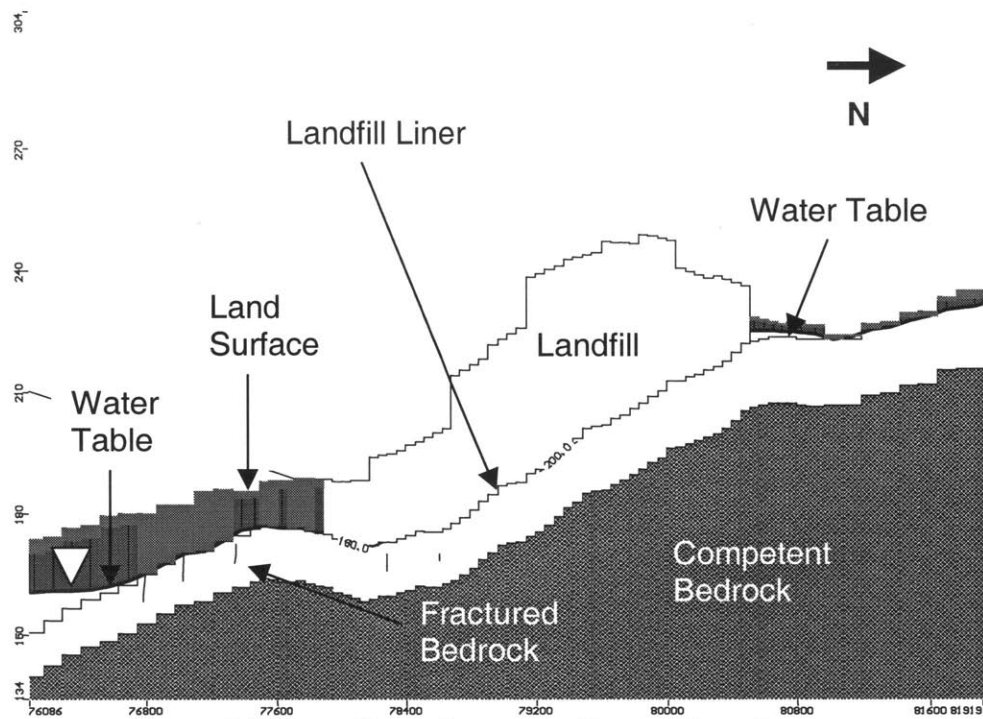 304
N
270
Landfill Liner
Water Table
240
Land
Surface
Landfill
210
Water
Table
200.0
180
180.0
Competent
Bedrock
Fractured
Bedrock
150
134
76086 76800 77600 78400 79200 80000 80800 81600 81919